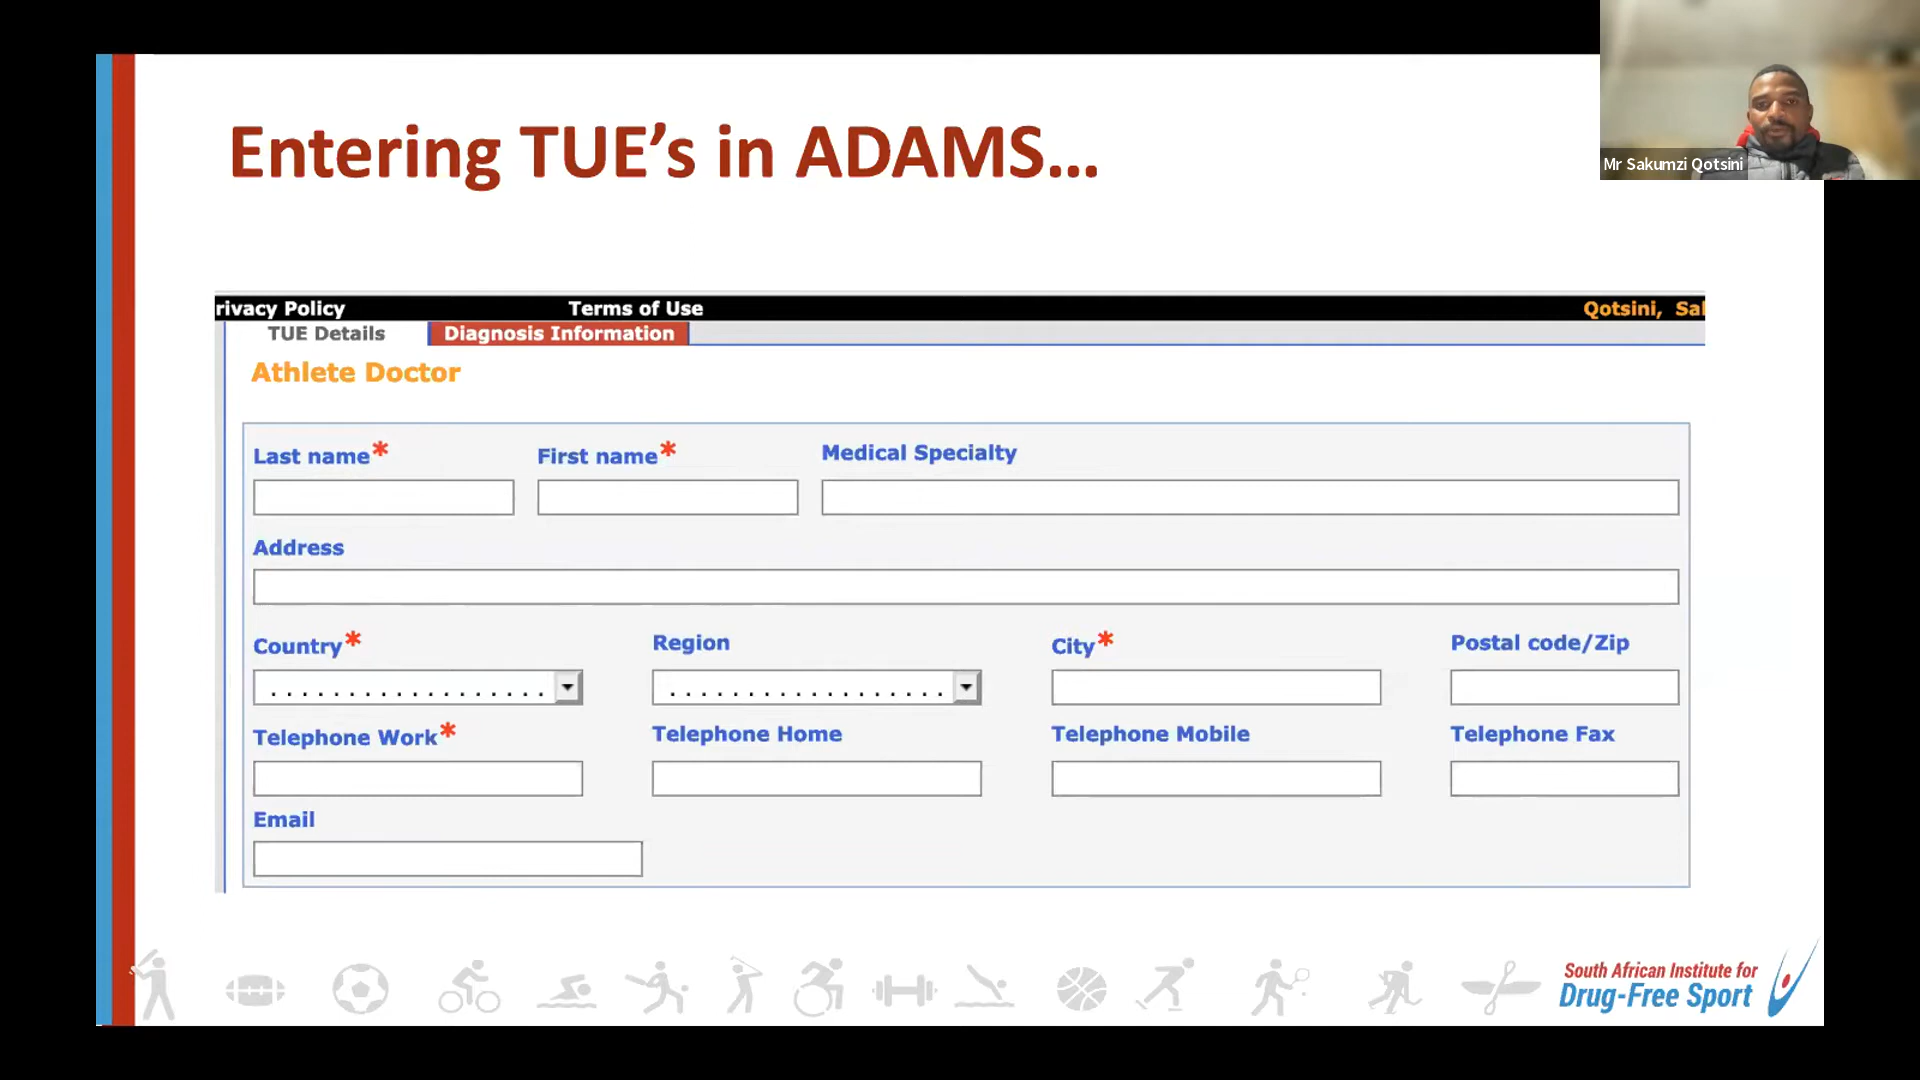 Entering TUE’s in ADAMS...
Mr Sakumzi Qotsini
rivacy Policy Terms of Use Qotsini, Sal
TUE Details Diagnosis Information
Athlete Doctor
Last name* First name* Medical Specialty
Address
Country* Region City* Postal code/Zip
Telephone Work* Telephone Home Telephone Mobile Telephone Fax
Email
South African Institute for
Drug-Free Sport